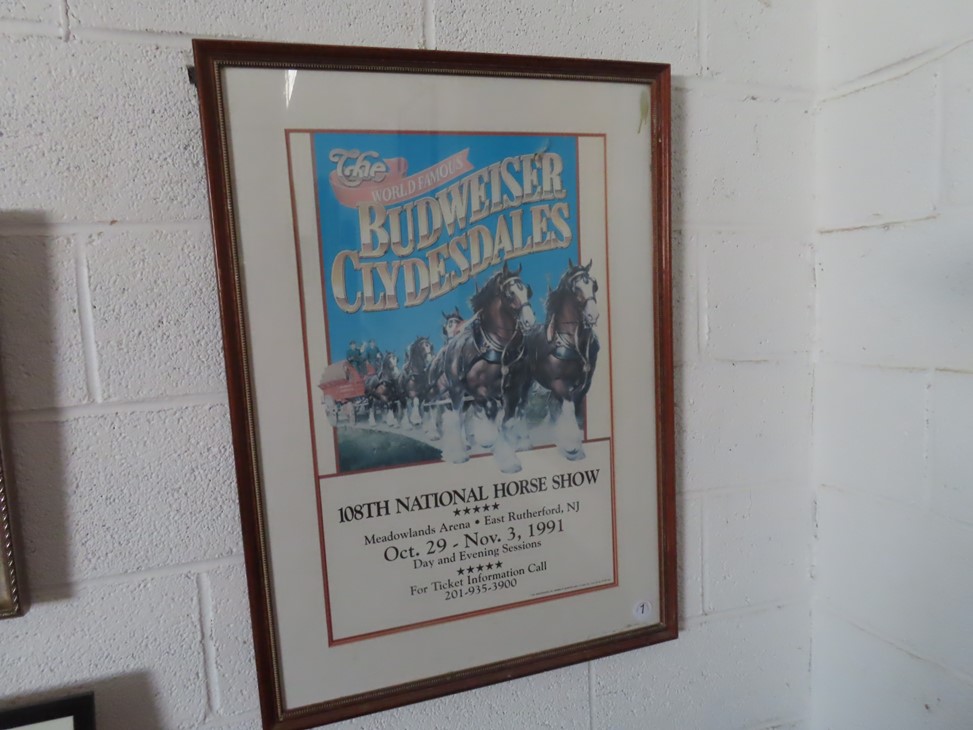 The
WORLD FAMOUS
BUDWEISER
CLYDESDALES
108TH NATIONAL HORSE SHOW
★★★★★
Meadowlands Arena • East Rutherford, NJ
Oct. 29 - Nov. 3, 1991
Day and Evening Sessions
★★★★★
For Ticket Information Call
201-935-3900
7